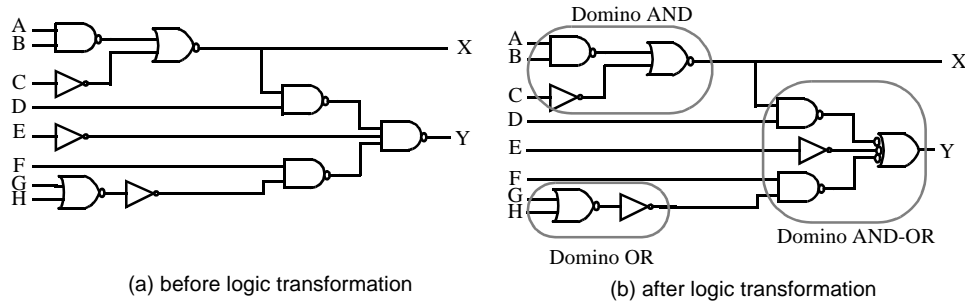 A
B
C
D
E
F
G
H
X
Y
(a) before logic transformation
Domino AND
A
B
C
D
E
F
G
H
X
Y
Domino OR
Domino AND-OR
(b) after logic transformation